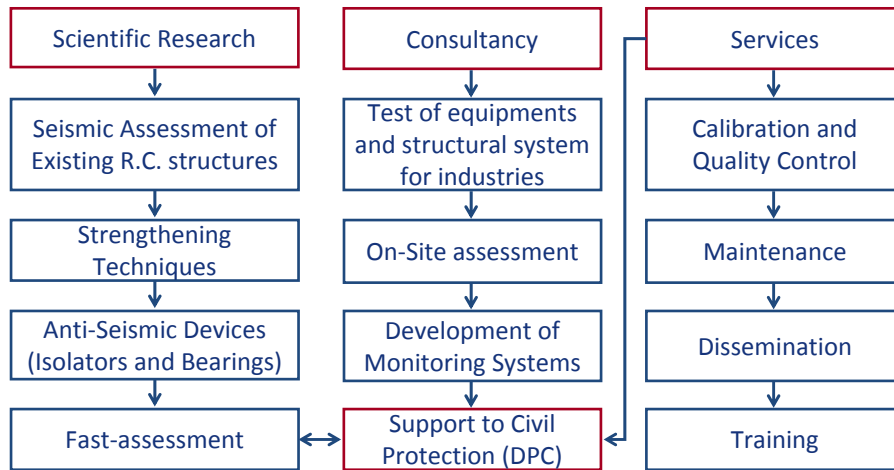 Scientific Research
Consultancy
Services
Seismic Assessment of
Existing R.C. structures
Test of equipments
and structural system
for industries
Calibration and
Quality Control
Strengthening
Techniques
On-Site assessment
Maintenance
Anti-Seismic Devices
(Isolators and Bearings)
Development of
Monitoring Systems
Dissemination
Fast-assessment
Support to Civil
Protection (DPC)
Training